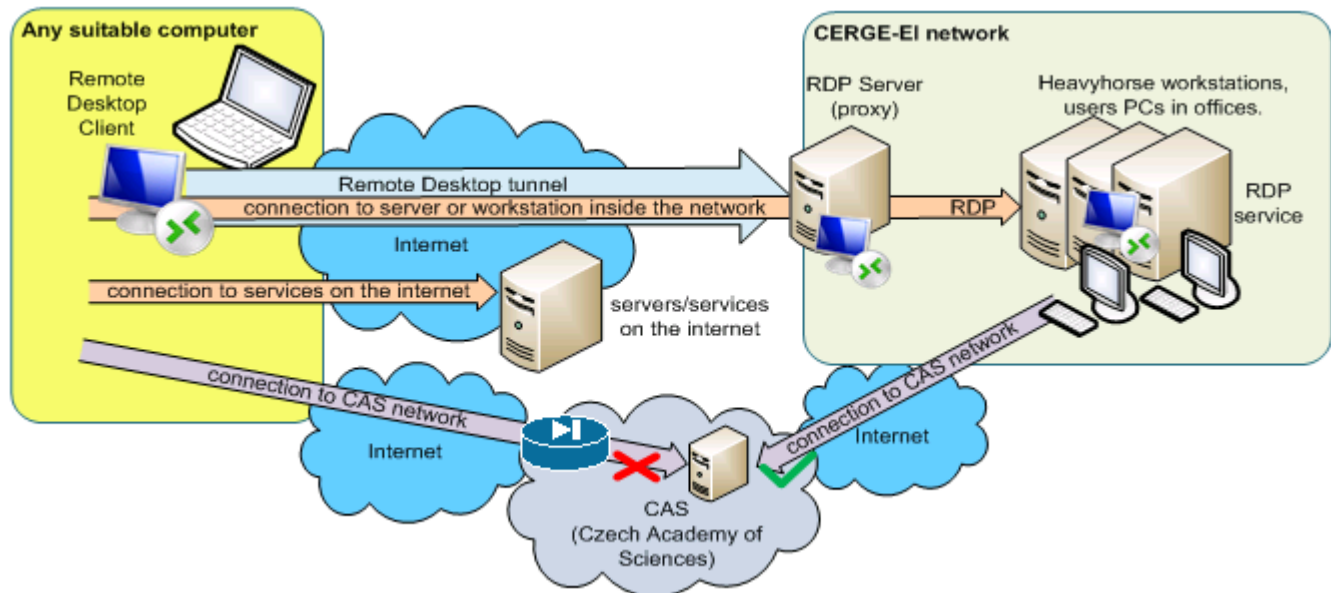 Any suitable computer
Remote
Desktop
Client
CERGE-EI network
RDP Server
(proxy)
Heavyhorse workstations,
users PCs in offices.
Remote Desktop tunnel
connection to server or workstation inside the network
RDP
RDP
service
Internet
connection to services on the internet
servers/services
on the internet
connection to CAS network
Internet
connection to CAS network
Internet
CAS
(Czech Academy of
Sciences)